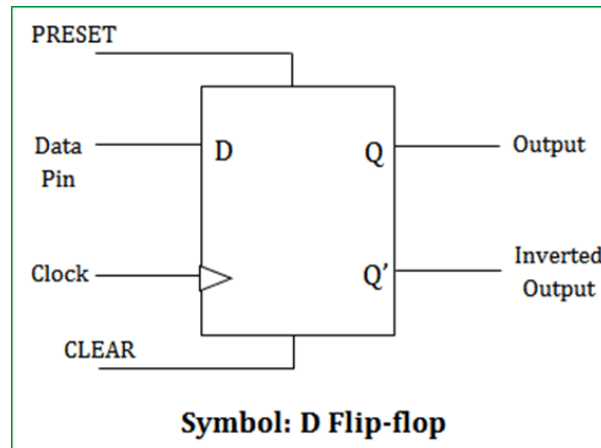 PRESET
Data
Pin
D
Q
Output
Clock
Q’
Inverted
Output
CLEAR
Symbol: D Flip-flop